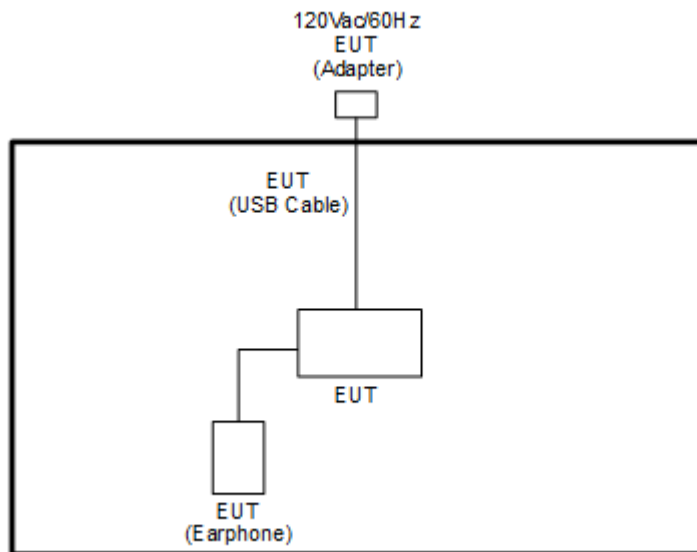 120Vac/60Hz
EUT
(Adapter)
EUT
(USB Cable)
EUT
EUT
(Earphone)